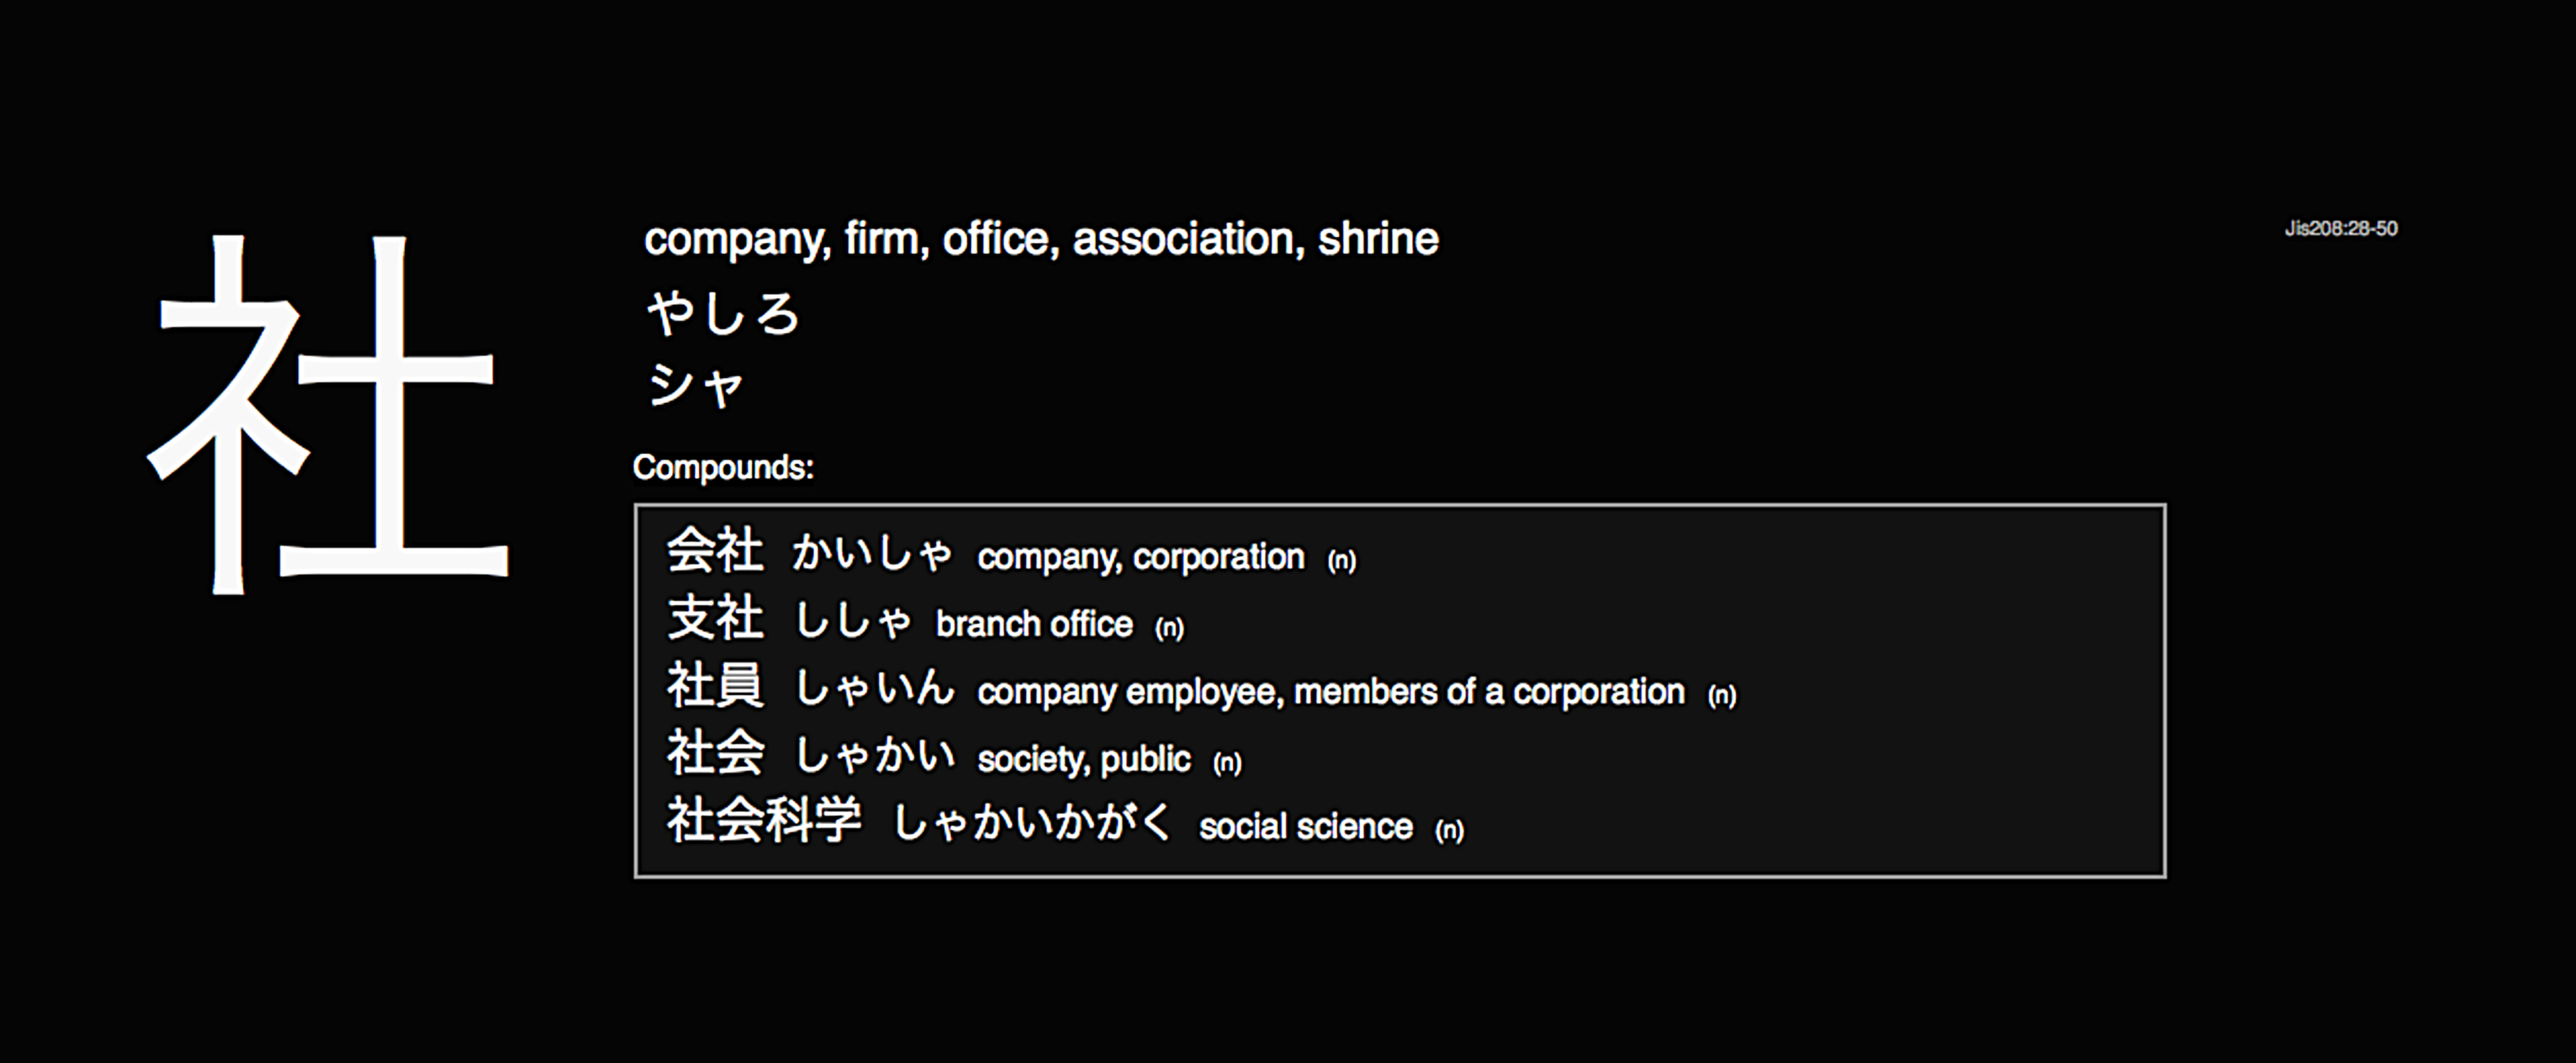 社
company, firm, office, association, shrine
Jis208:28-50
やしろ
シャ
Compounds:
会社 かいしゃ company, corporation (n)
支社 ししゃ branch office (n)
社員 しゃいん company employee, members of a corporation (n)
社会 しゃかい society, public (n)
社会科学 しゃかいかがく social science (n)